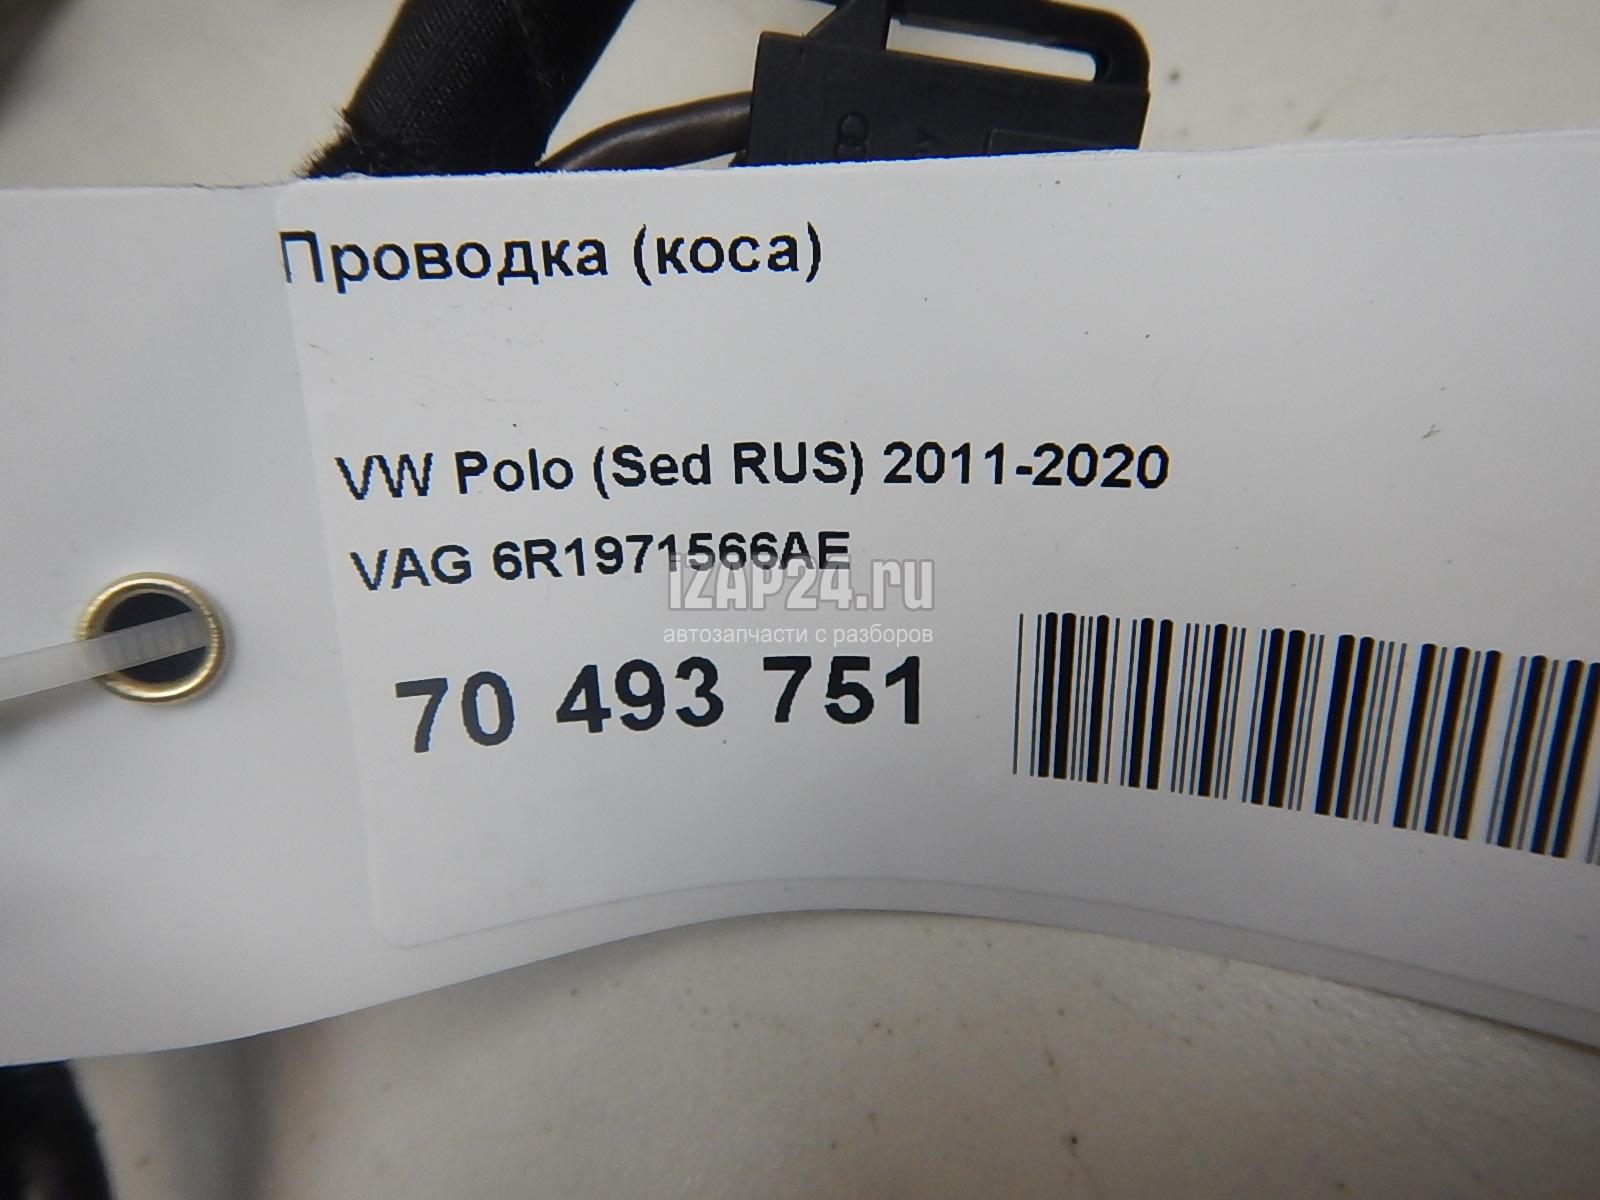 Проводка (коса)
VW Polo (Sed RUS) 2011-2020
VAG 6R1971566AE
iZAP24.ru
автозапчасти с разборов
70 493 751